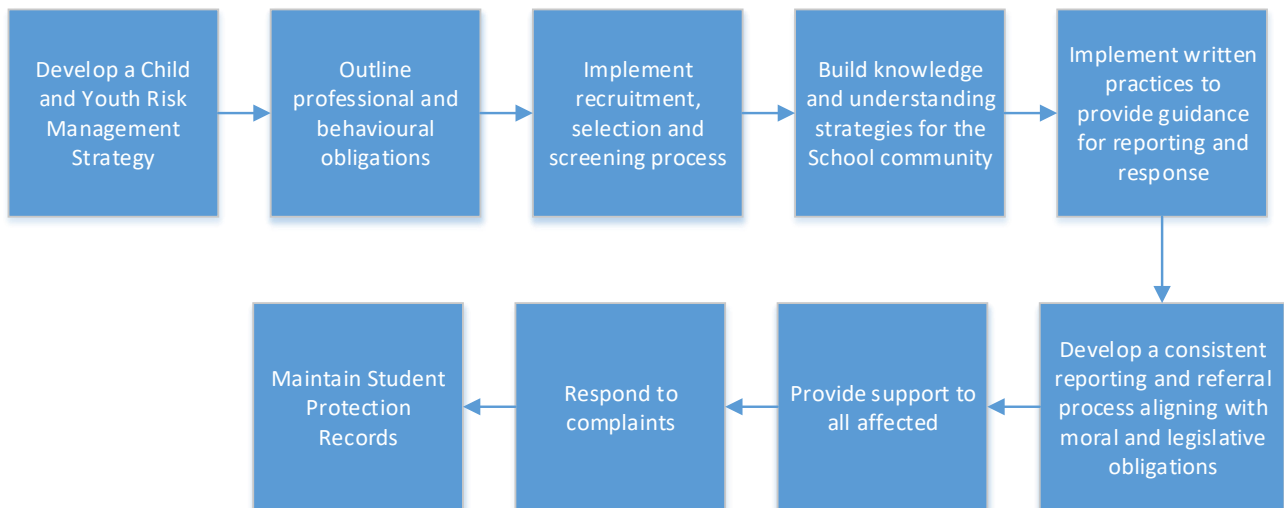 Develop a Child
and Youth Risk
Management
Strategy
Outline
professional and
behavioural
obligations
Implement
recruitment,
selection and
screening process
Build knowledge
and understanding
strategies for the
School community
Implement written
practices to
provide guidance
for reporting and
response
Develop a consistent
reporting and referral
process aligning with
moral and legislative
obligations
Provide support to
all affected
Respond to
complaints
Maintain Student
Protection
Records